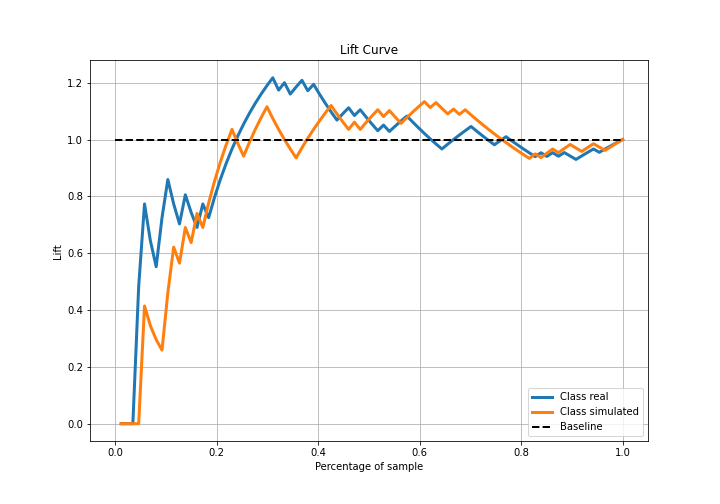 Lift Curve
Lift
1.2
1.0
0.8
0.6
0.4
0.2
0.0
0.0 0.2 0.4 0.6 0.8 1.0
Percentage of sample
Class real
Class simulated
Baseline